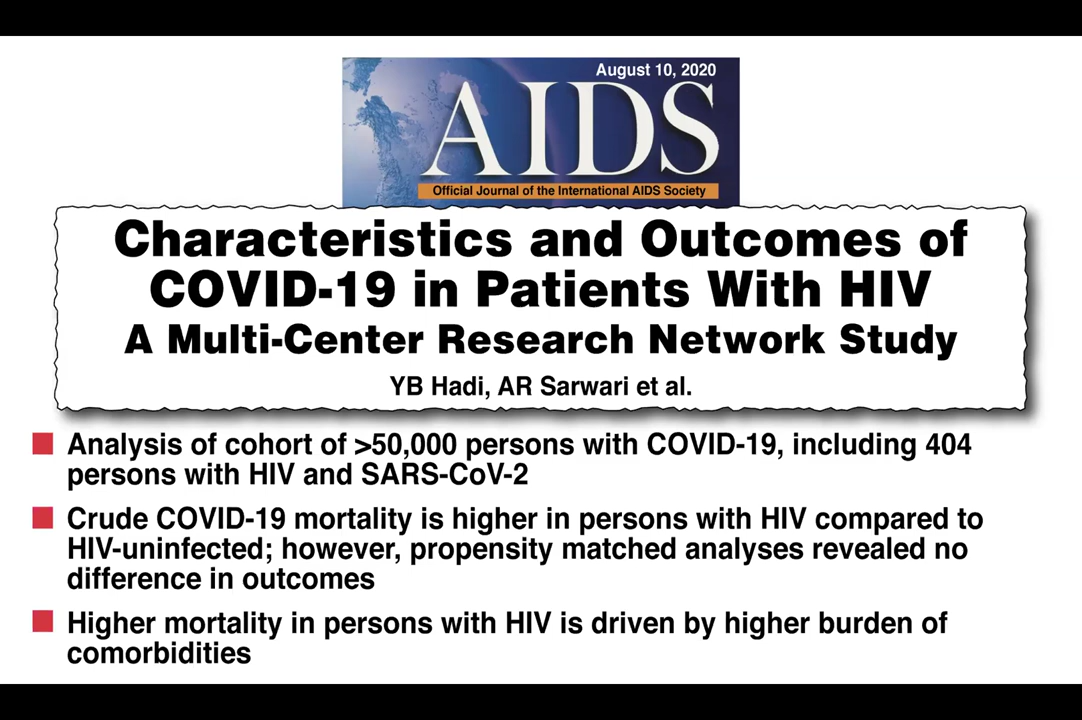 August 10, 2020
AIDS
Official Journal of the International AIDS Society
Characteristics and Outcomes of
COVID-19 in Patients With HIV
A Multi-Center Research Network Study
YB Hadi, AR Sarwari et al.
Analysis of cohort of >50,000 persons with COVID-19, including 404
persons with HIV and SARS-CoV-2
Crude COVID-19 mortality is higher in persons with HIV compared to
HIV-uninfected; however, propensity matched analyses revealed no
difference in outcomes
Higher mortality in persons with HIV is driven by higher burden of
comorbidities